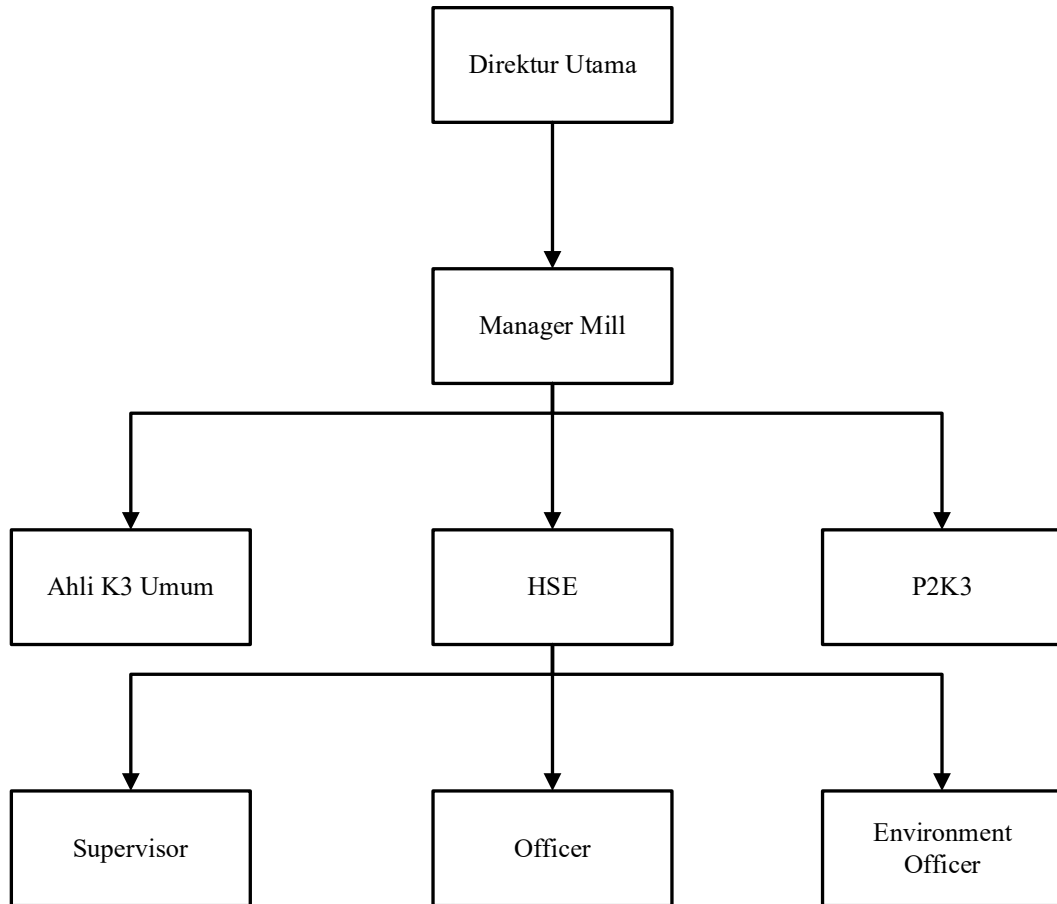 Direktur Utama
Manager Mill
Ahli K3 Umum
HSE
P2K3
Supervisor
Officer
Environment
Officer